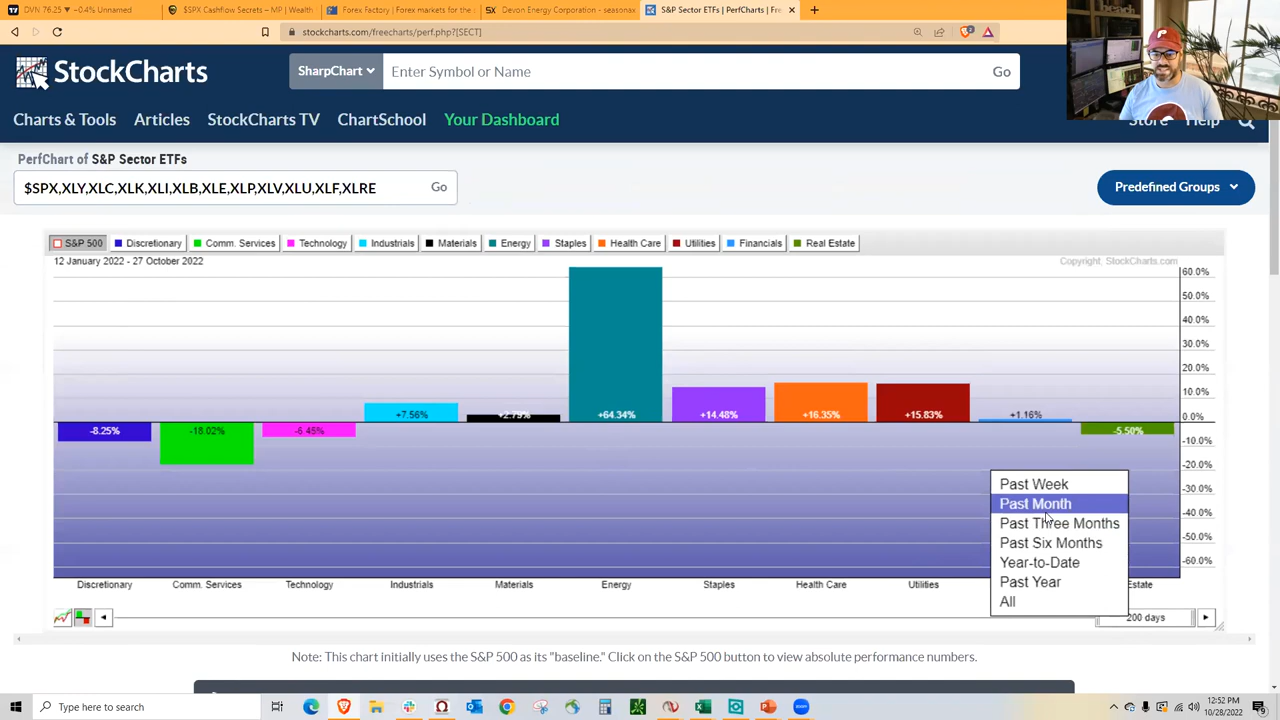 DVN 76.25 ▼ −0.4% Unnamed
$SPX Cashflow Secrets – MP | Wealth
Forex Factory | Forex markets for the
Devon Energy Corporation - seasonax
S&P Sector ETFs | PerfCharts | Fre
stockcharts.com/freecharts/perf.php?[SECT]
StockCharts
SharpChart
Enter Symbol or Name
Go
Charts & Tools
Articles
StockCharts TV
ChartSchool
Your Dashboard
Store
Help
PerfChart of S&P Sector ETFs
$SPX,XLY,XLC,XLK,XLI,XLB,XLE,XLP,XLV,XLU,XLF,XLRE
Go
Predefined Groups
S&P 500
Discretionary
Comm. Services
Technology
Industrials
Materials
Energy
Staples
Health Care
Utilities
Financials
Real Estate
12 January 2022 - 27 October 2022
Copyright, StockCharts.com
60.0%
50.0%
40.0%
30.0%
20.0%
10.0%
0.0%
-10.0%
-20.0%
-30.0%
-40.0%
-50.0%
-60.0%
-8.25%
-18.02%
-6.45%
+7.56%
+2.79%
+64.34%
+14.48%
+16.35%
+15.83%
+1.16%
-5.50%
Past Week
Past Month
Past Three Months
Past Six Months
Year-to-Date
Past Year
All
Discretionary
Comm. Services
Technology
Industrials
Materials
Energy
Staples
Health Care
Utilities
Estate
200 days
Note: This chart initially uses the S&P 500 as its "baseline." Click on the S&P 500 button to view absolute performance numbers.
Type here to search
12:52 PM
10/28/2022